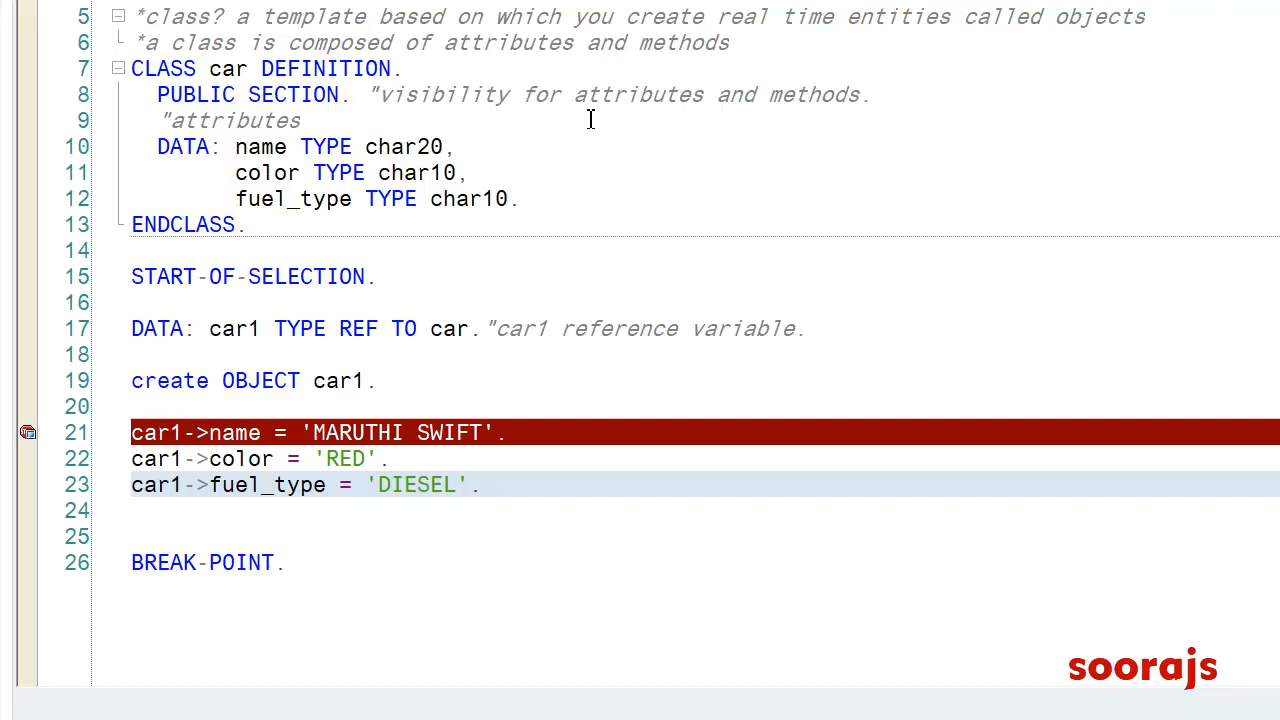 5 *class? a template based on which you create real time entities called objects
6 *a class is composed of attributes and methods
7 CLASS car DEFINITION.
8 PUBLIC SECTION. "visibility for attributes and methods.
9 "attributes
10 DATA: name TYPE char20,
11 color TYPE char10,
12 fuel_type TYPE char10.
13 ENDCLASS.
14
15 START-OF-SELECTION.
16
17 DATA: car1 TYPE REF TO car."car1 reference variable.
18
19 create OBJECT car1.
20
21 car1->name = 'MARUTHI SWIFT'.
22 car1->color = 'RED'.
23 car1->fuel_type = 'DIESEL'.
24
25
26 BREAK-POINT.
soorajs